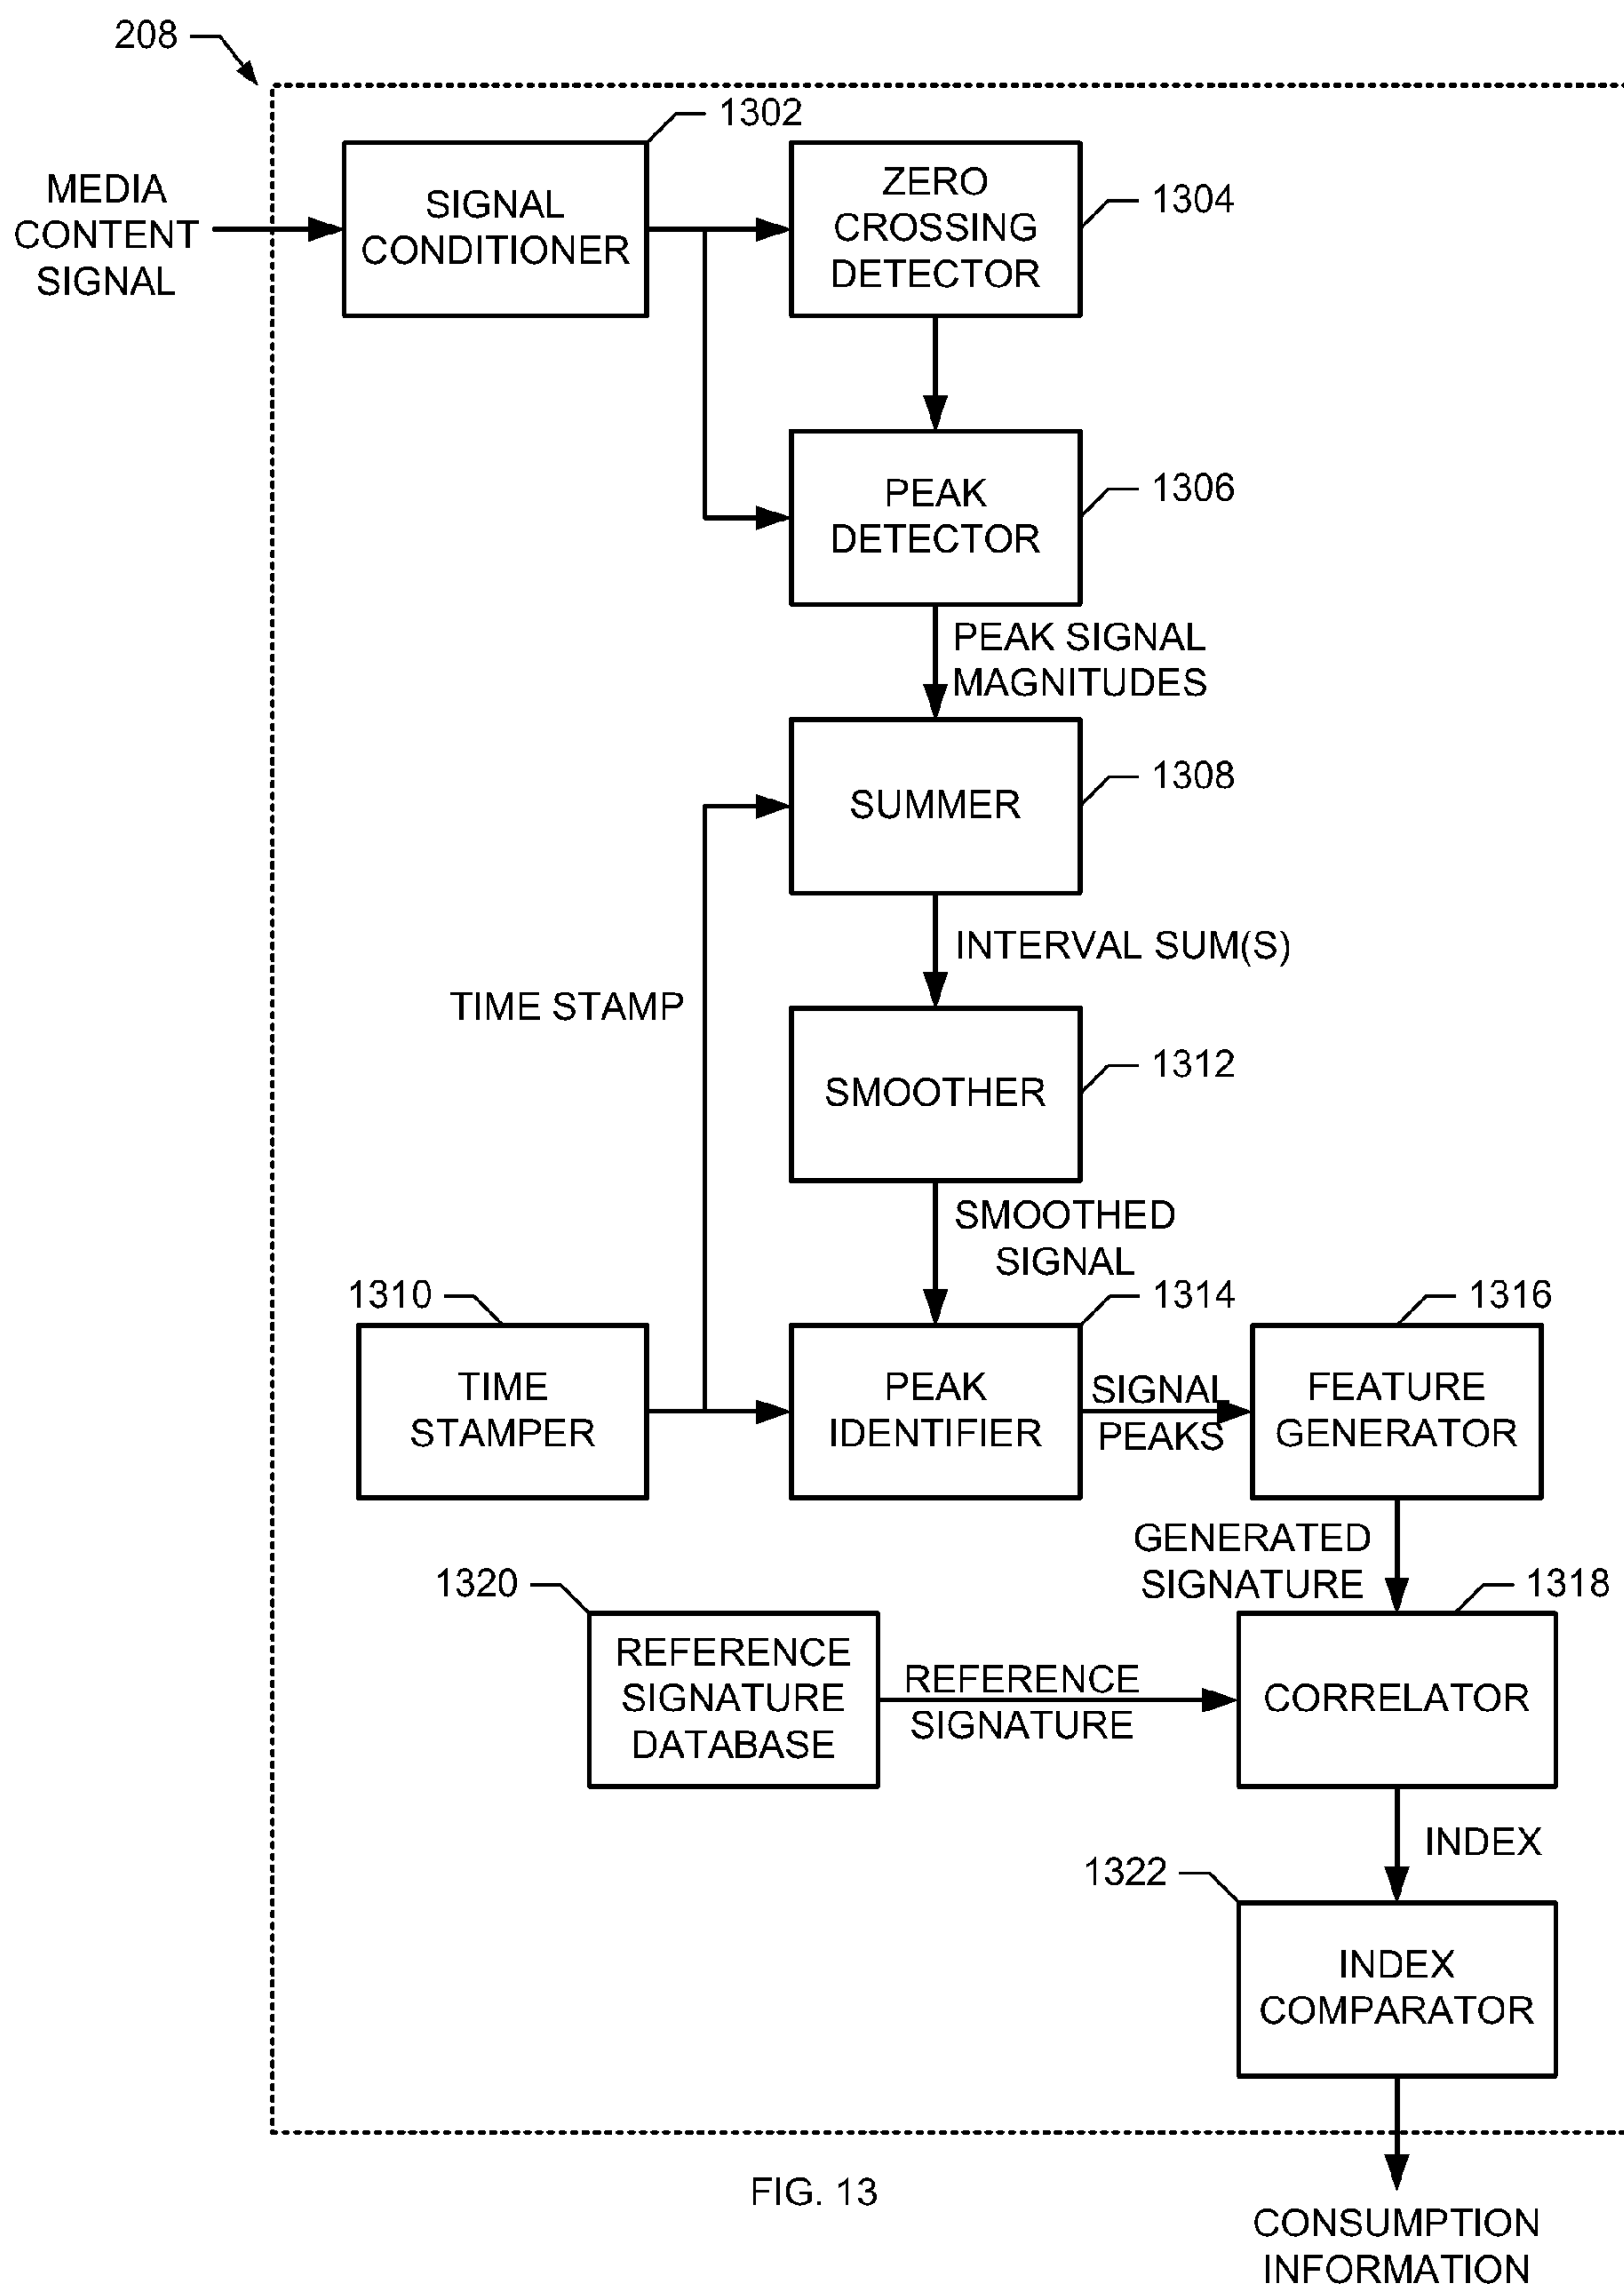 208
1302
MEDIA
CONTENT
SIGNAL
SIGNAL
CONDITIONER
ZERO
CROSSING
DETECTOR
1304
PEAK
DETECTOR
1306
PEAK SIGNAL
MAGNITUDES
SUMMER
1308
INTERVAL SUM(S)
TIME STAMP
SMOOTHER
1312
SMOOTHED
SIGNAL
1310
1314
1316
TIME
STAMPER
PEAK
IDENTIFIER
SIGNAL
PEAKS
FEATURE
GENERATOR
GENERATED
SIGNATURE
1320
1318
REFERENCE
SIGNATURE
DATABASE
REFERENCE
SIGNATURE
CORRELATOR
INDEX
1322
INDEX
COMPARATOR
FIG. 13
CONSUMPTION
INFORMATION